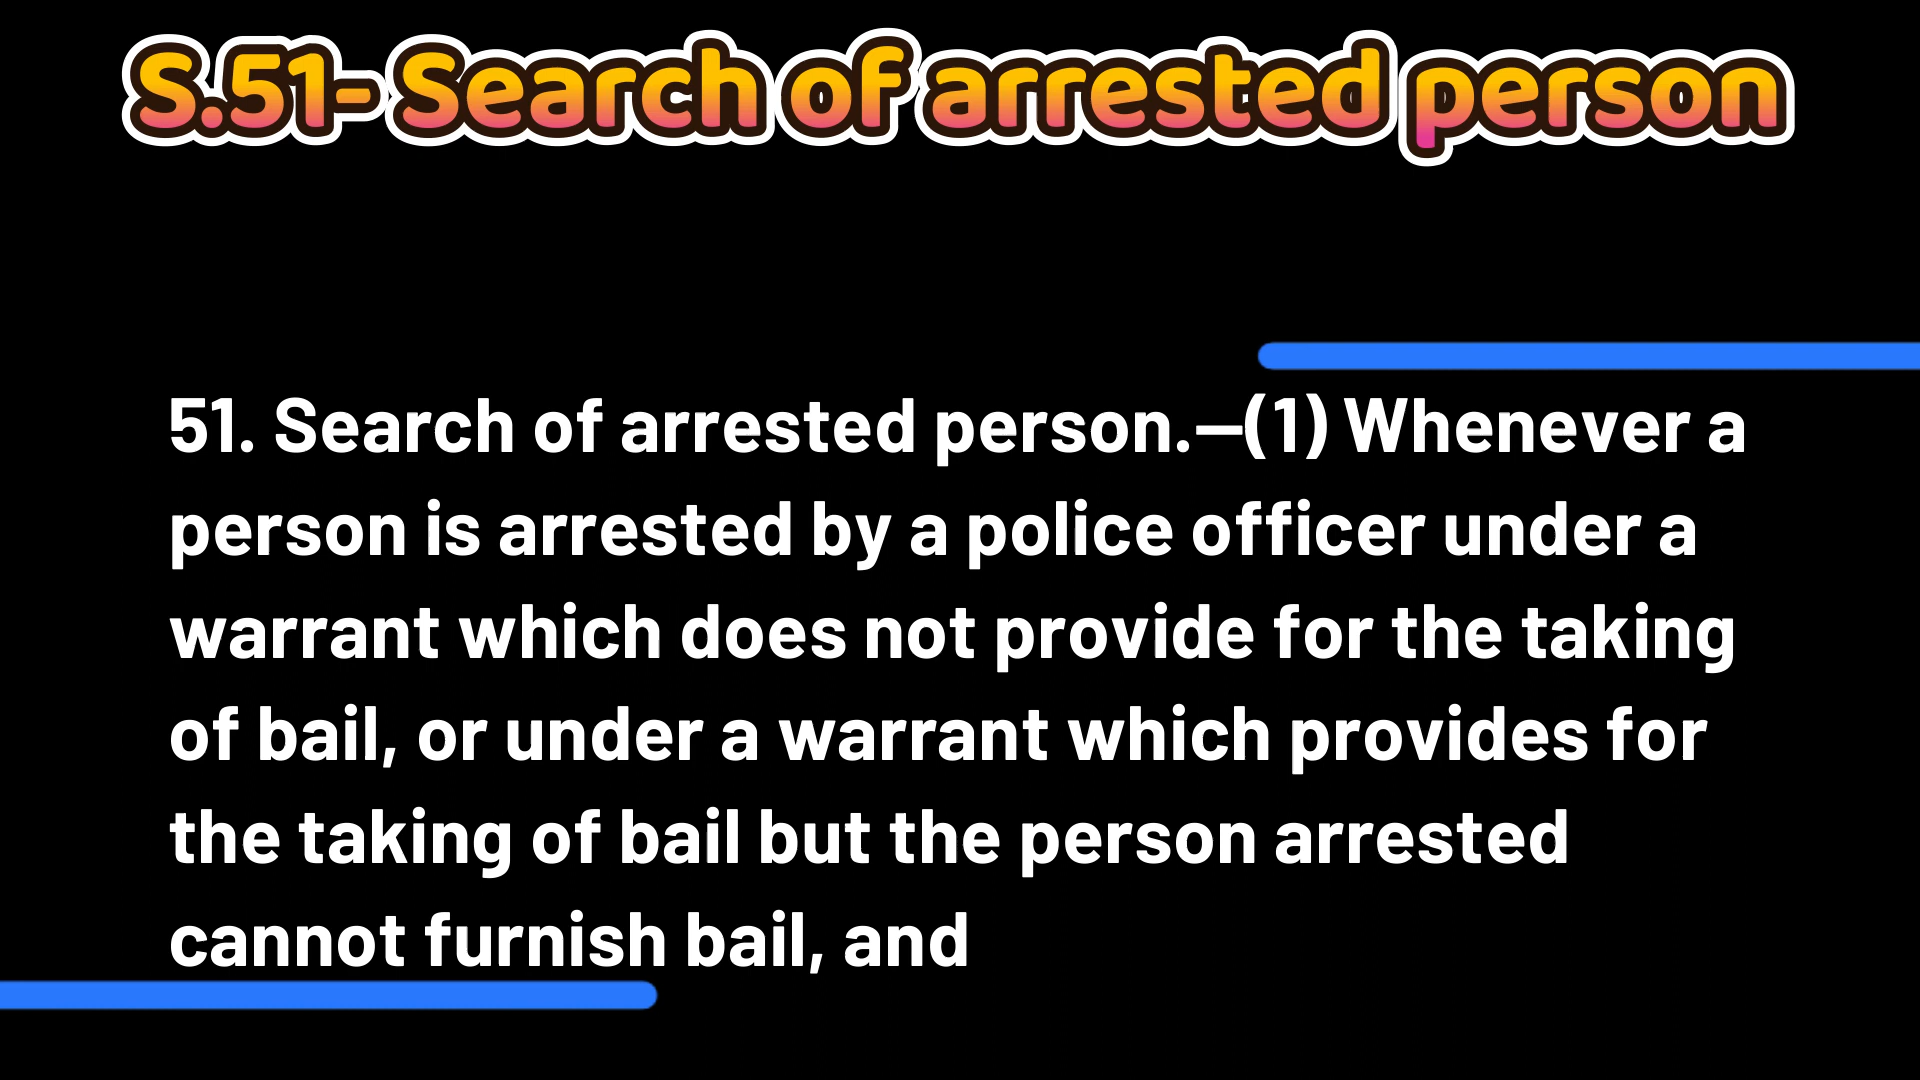 S.51- Search of arrested person
51. Search of arrested person.—(1) Whenever a
person is arrested by a police officer under a
warrant which does not provide for the taking
of bail, or under a warrant which provides for
the taking of bail but the person arrested
cannot furnish bail, and